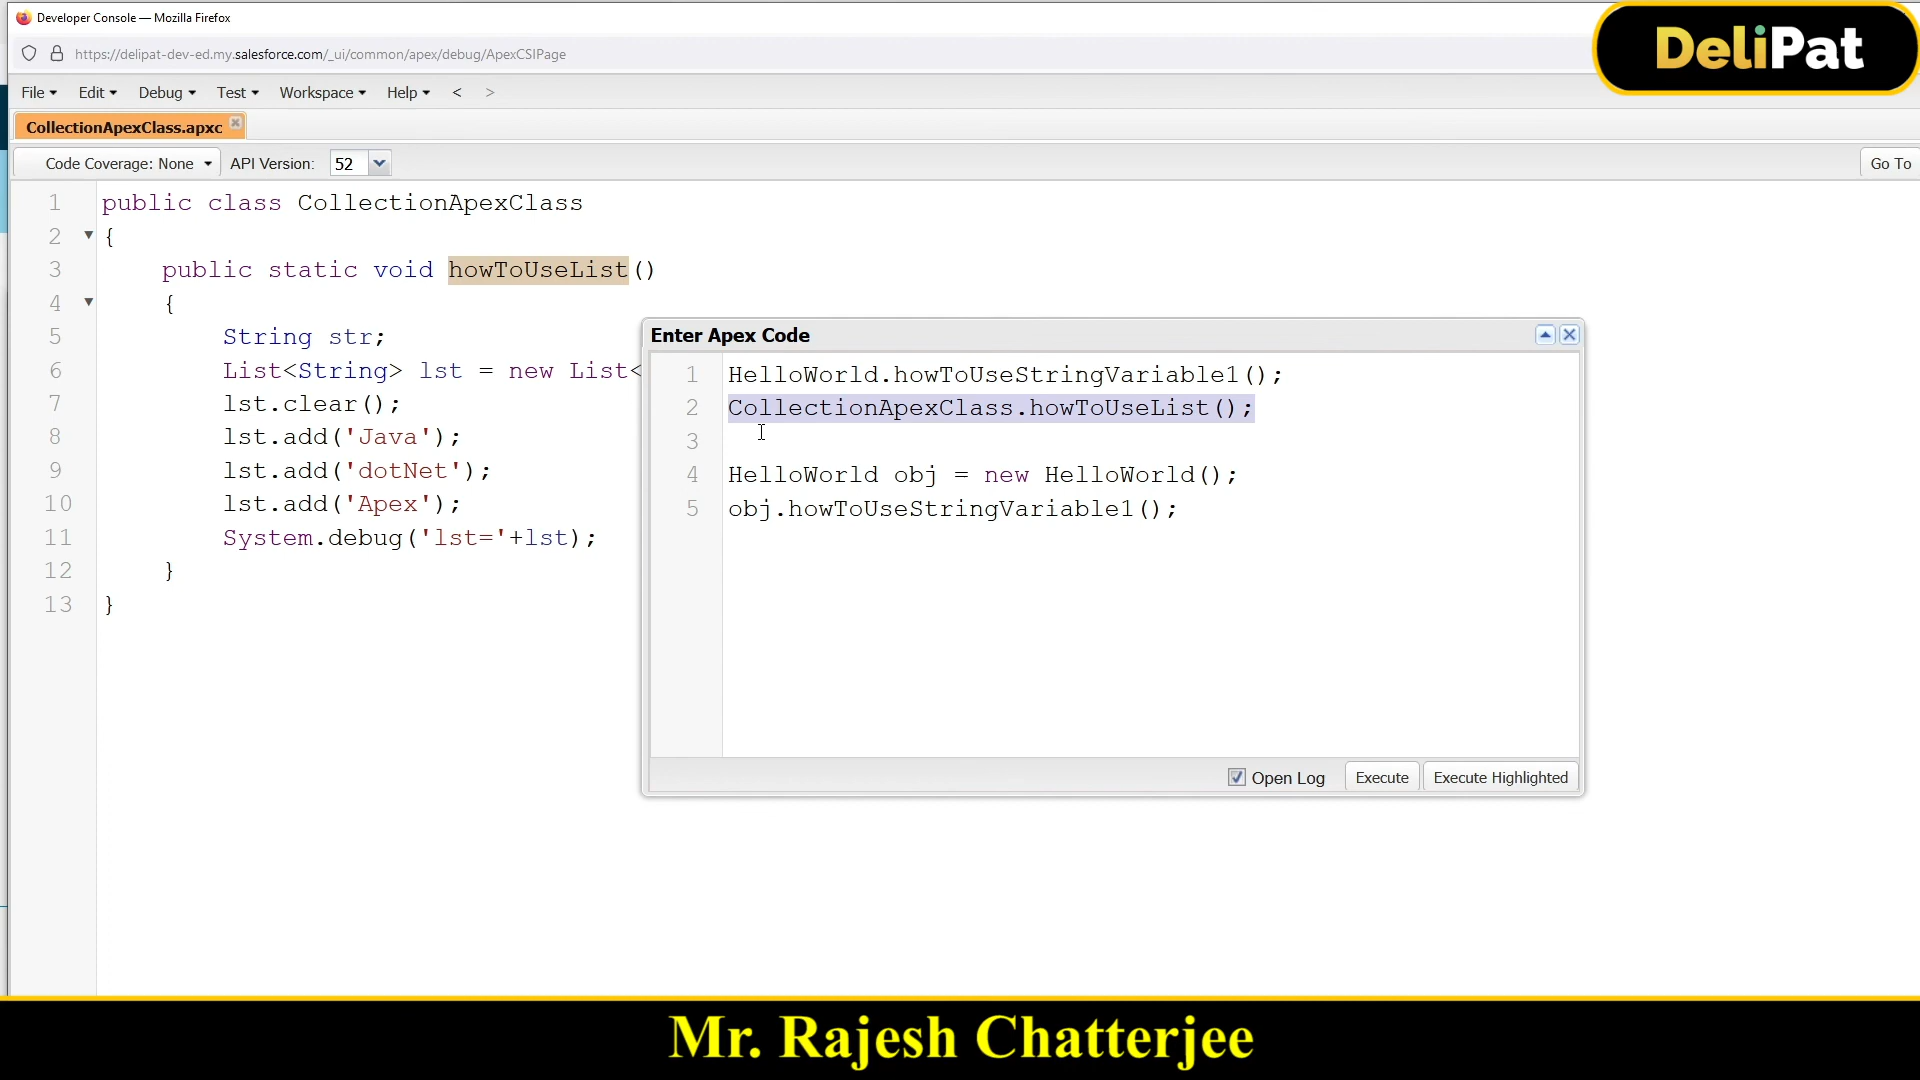 Developer Console — Mozilla Firefox
DeliPat
https://delipat-dev-ed.my.salesforce.com/_ui/common/apex/debug/ApexCSIPage
File Edit Debug Test Workspace Help < >
CollectionApexClass.apxc
Code Coverage: None API Version: 52 Go To
1 public class CollectionApexClass
2 {
3 public static void howToUseList()
4 {
5 String str;
6 List<String> lst = new List<
7 lst.clear();
8 lst.add('Java');
9 lst.add('dotNet');
10 lst.add('Apex');
11 System.debug('lst='+lst);
12 }
13 }
Enter Apex Code
1 HelloWorld.howToUseStringVariable1();
2 CollectionApexClass.howToUseList();
3
4 HelloWorld obj = new HelloWorld();
5 obj.howToUseStringVariable1();
Open Log Execute Execute Highlighted
Mr. Rajesh Chatterjee